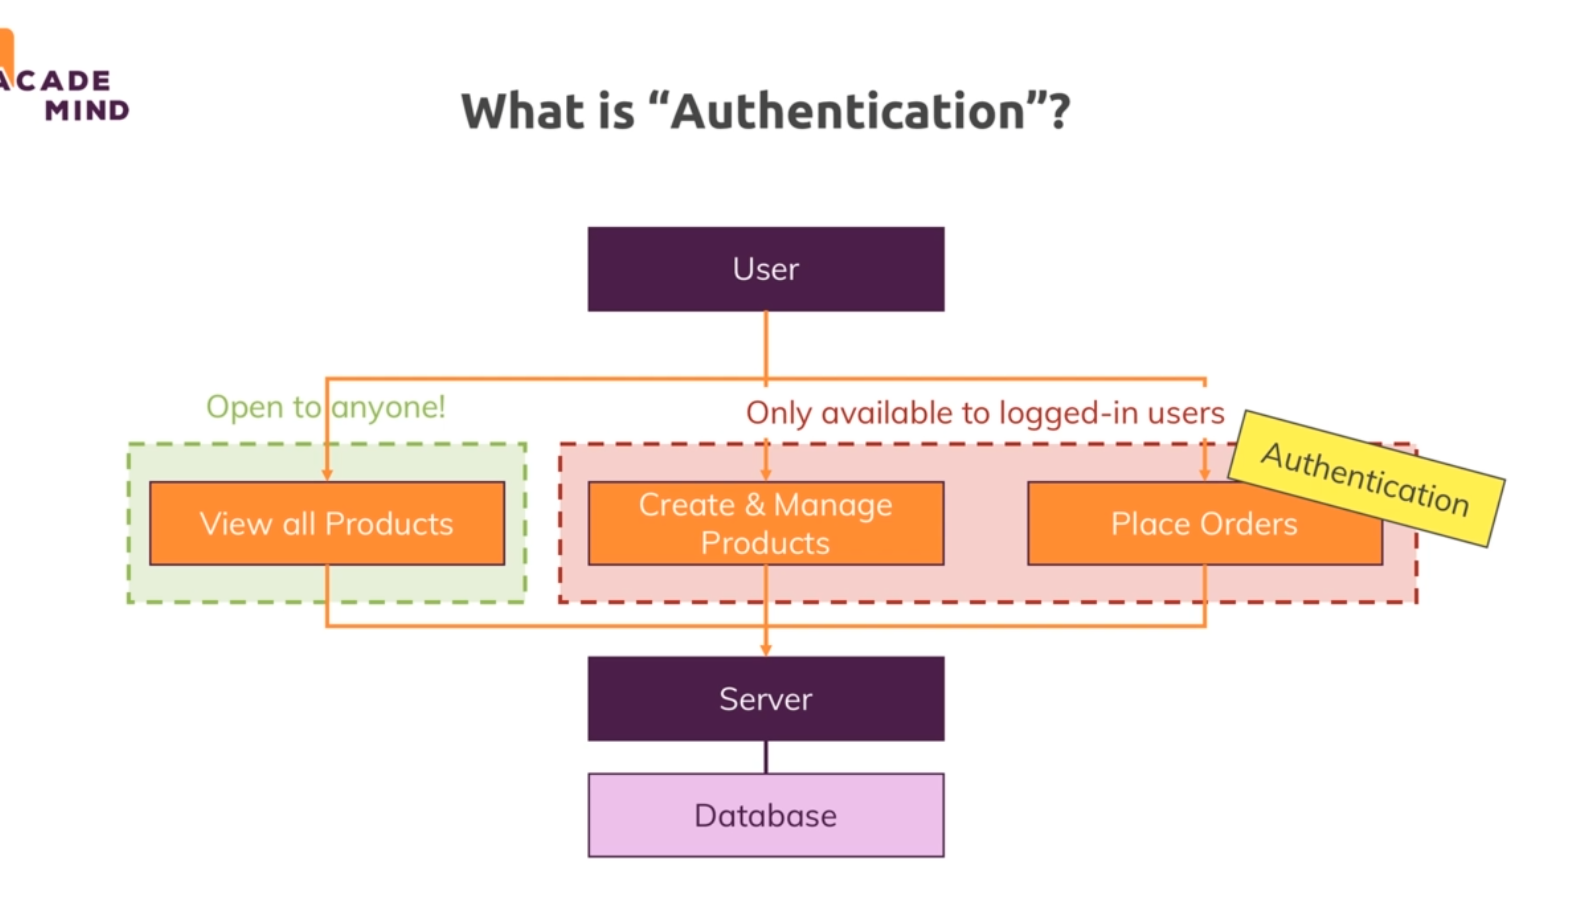 ACADE
MIND
What is “Authentication”?
User
Open to anyone!
Only available to logged-in users
Authentication
View all Products
Create & Manage
Products
Place Orders
Server
Database